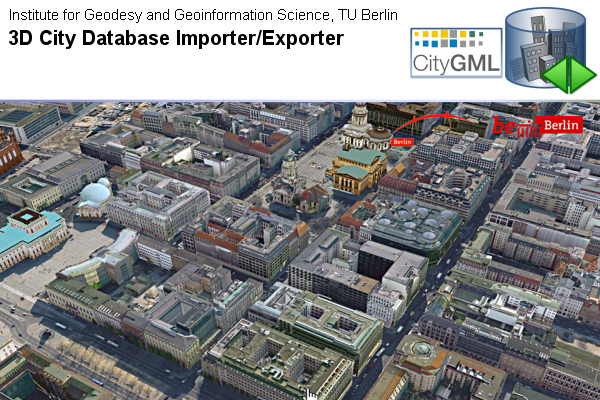 Institute for Geodesy and Geoinformation Science, TU Berlin
3D City Database Importer/Exporter
CityGML
be Berlin
Berlin